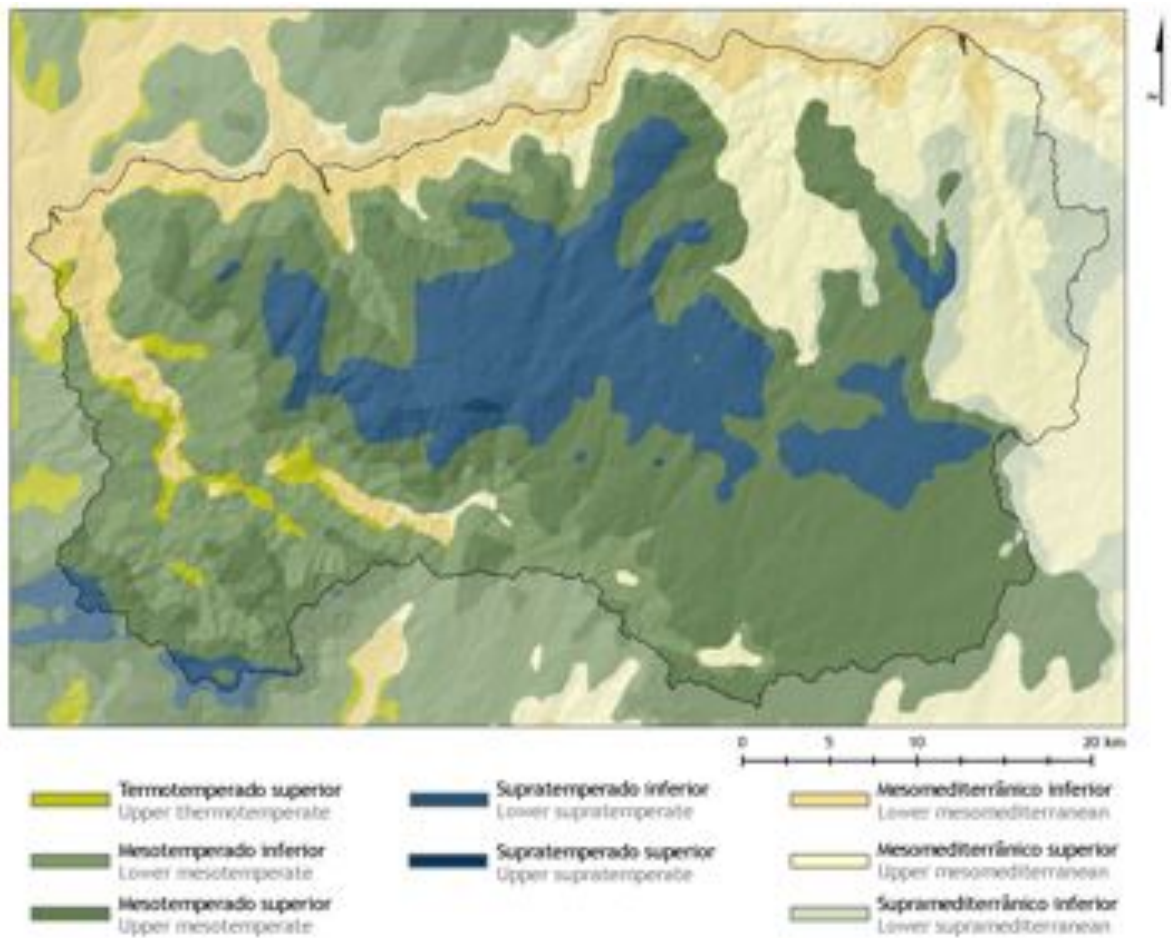 N
0 5 10 20 km
Termotemperado superior
Upper thermotemperate
Mesotemperado inferior
Lower mesotemperate
Mesotemperado superior
Upper mesotemperate
Supratemperado inferior
Lower supratemperate
Supratemperado superior
Upper supratemperate
Mesomediterrânico inferior
Lower mesomediterranean
Mesomediterrânico superior
Upper mesomediterranean
Supramediterrânico inferior
Lower supramediterranean